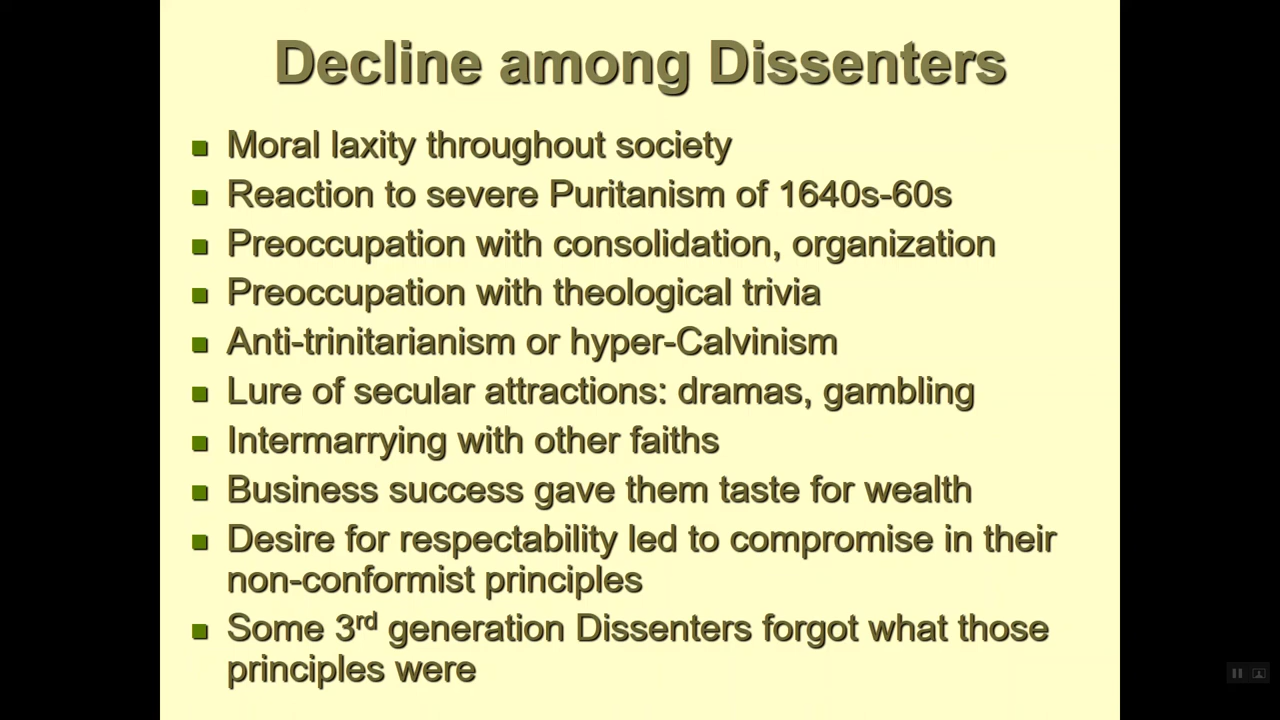 Decline among Dissenters
Moral laxity throughout society
Reaction to severe Puritanism of 1640s-60s
Preoccupation with consolidation, organization
Preoccupation with theological trivia
Anti-trinitarianism or hyper-Calvinism
Lure of secular attractions: dramas, gambling
Intermarrying with other faiths
Business success gave them taste for wealth
Desire for respectability led to compromise in their
non-conformist principles
Some 3rd generation Dissenters forgot what those
principles were